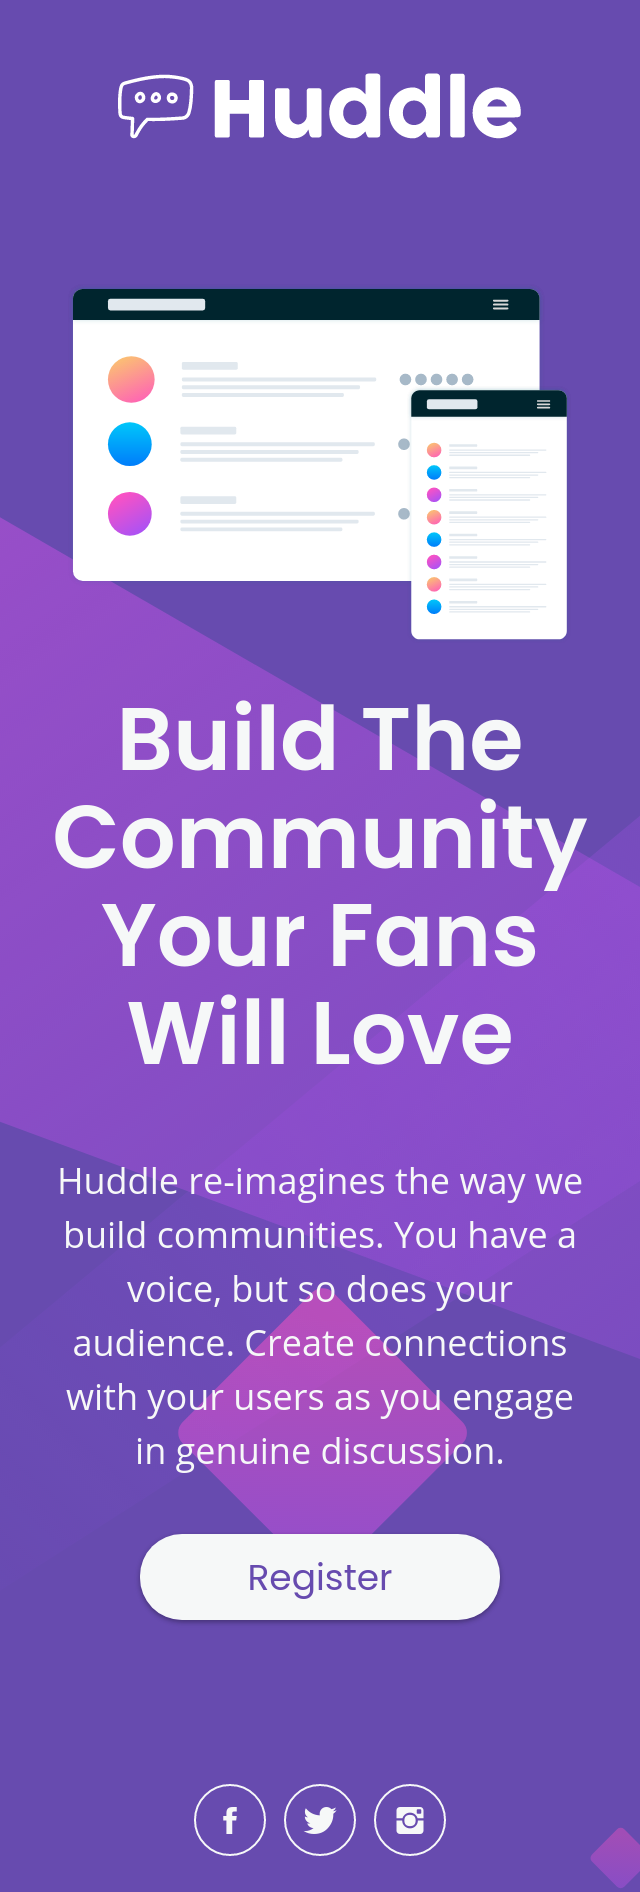 Huddle
Build The
Community
Your Fans
Will Love
Huddle re-imagines the way we
build communities. You have a
voice, but so does your
audience. Create connections
with your users as you engage
in genuine discussion.
Register